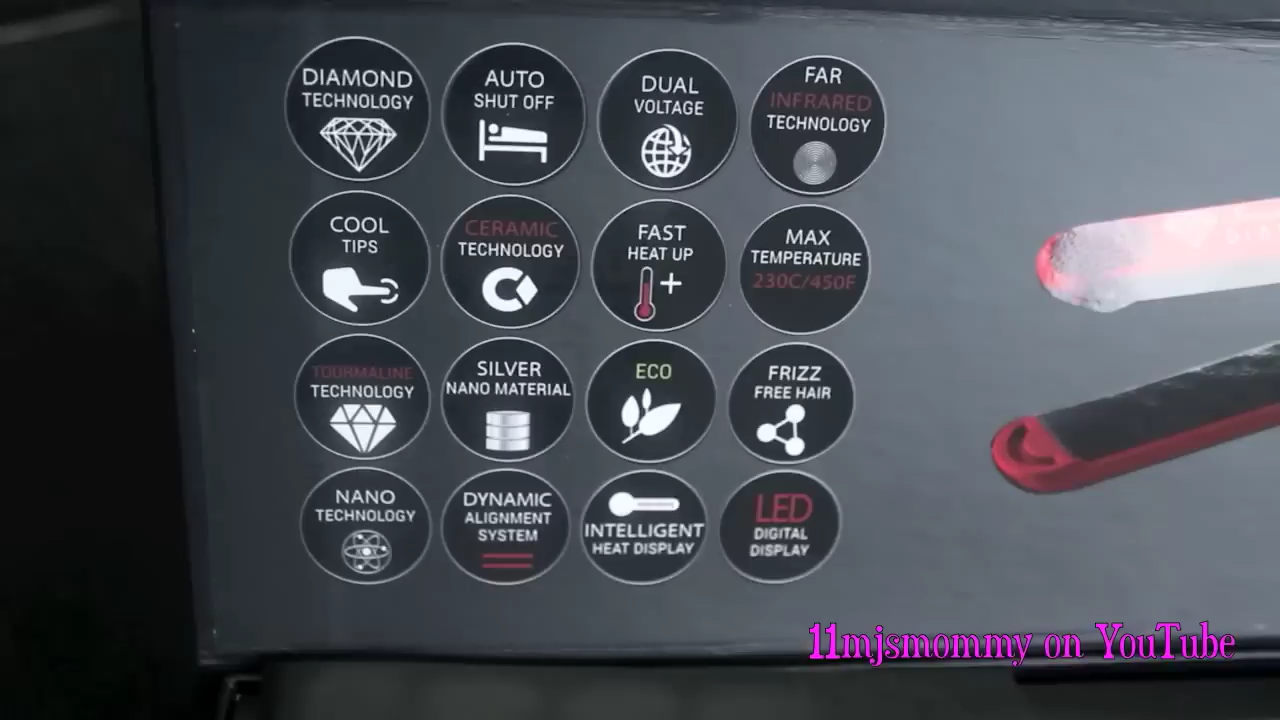 DIAMOND
TECHNOLOGY
AUTO
SHUT OFF
DUAL
VOLTAGE
FAR
INFRARED
TECHNOLOGY
COOL
TIPS
CERAMIC
TECHNOLOGY
FAST
HEAT UP
+
MAX
TEMPERATURE
230C/450F
TOURMALINE
TECHNOLOGY
SILVER
NANO MATERIAL
ECO
FRIZZ
FREE HAIR
NANO
TECHNOLOGY
DYNAMIC
ALIGNMENT
SYSTEM
INTELLIGENT
HEAT DISPLAY
LED
DIGITAL
DISPLAY
11mjsmommy on YouTube